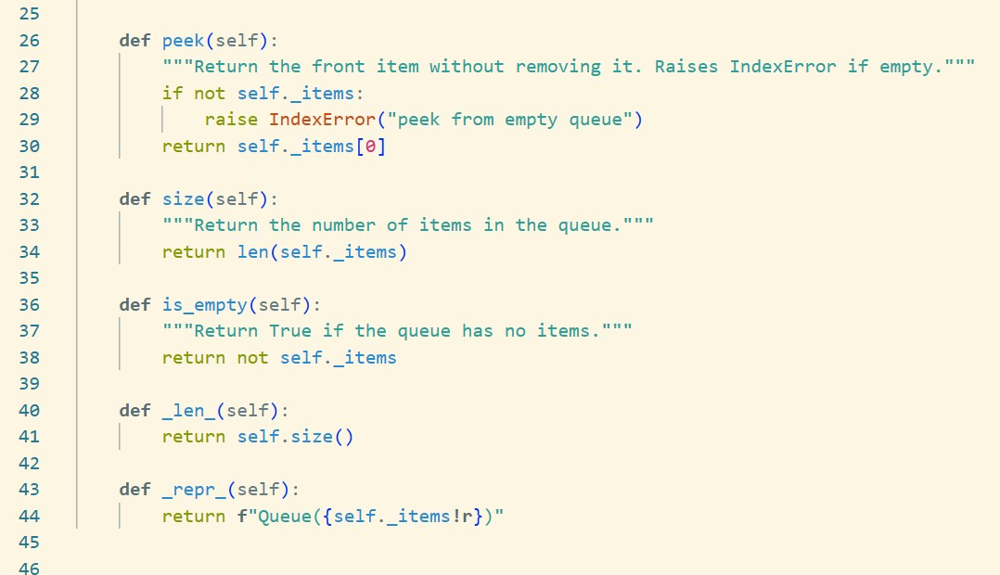 25
26 def peek(self):
27 """Return the front item without removing it. Raises IndexError if empty."""
28 if not self._items:
29 raise IndexError("peek from empty queue")
30 return self._items[0]
31
32 def size(self):
33 """Return the number of items in the queue."""
34 return len(self._items)
35
36 def is_empty(self):
37 """Return True if the queue has no items."""
38 return not self._items
39
40 def _len_(self):
41 return self.size()
42
43 def _repr_(self):
44 return f"Queue({self._items!r})"
45
46